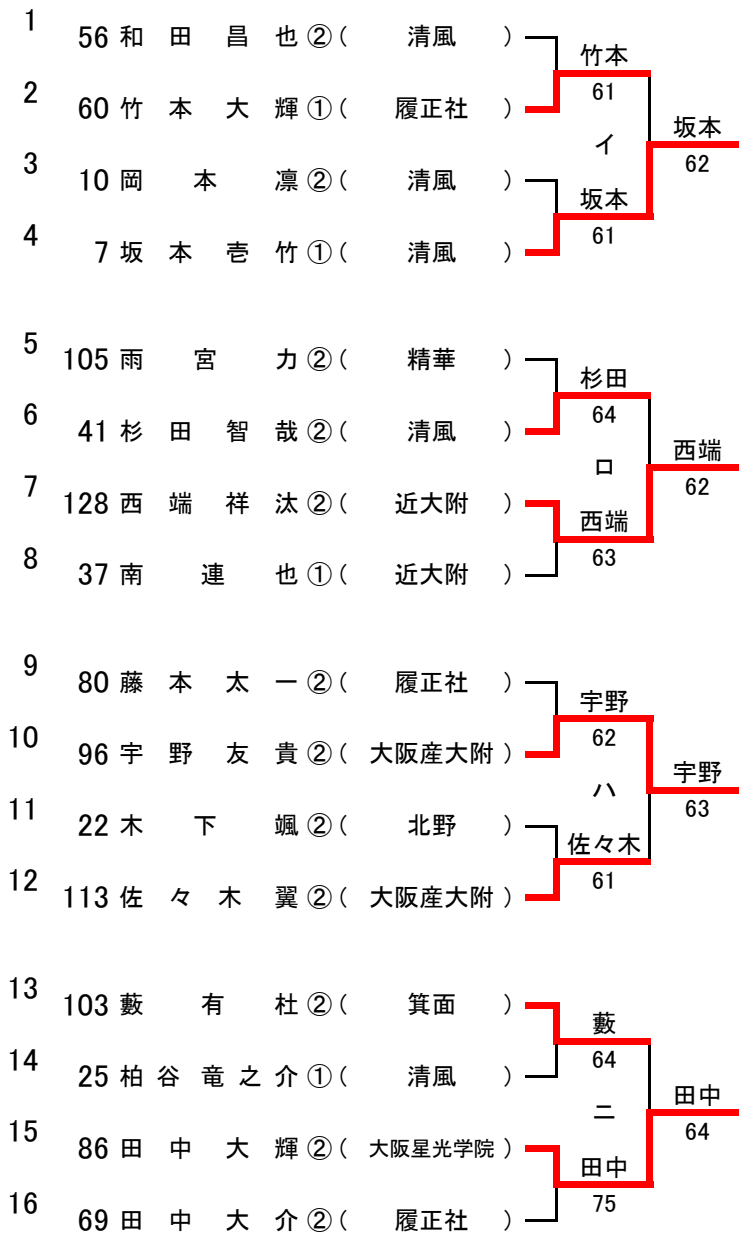 1
56 和田昌也② ( 清風 )
竹本
61
2
60 竹本大輝① ( 履正社 )
イ
坂本
62
3
10 岡本凛② ( 清風 )
坂本
61
4
7 坂本壱竹① ( 清風 )
5
105 雨宮力② ( 精華 )
杉田
64
6
41 杉田智哉② ( 清風 )
ロ
西端
62
7
128 西端祥汰② ( 近大附 )
西端
63
8
37 南連也① ( 近大附 )
9
80 藤本太一② ( 履正社 )
宇野
62
10
96 宇野友貴② ( 大阪産大附 )
ハ
宇野
63
11
22 木下颯② ( 北野 )
佐々木
61
12
113 佐々木翼② ( 大阪産大附 )
13
103 藪有杜② ( 箕面 )
藪
64
14
25 柏谷竜之介① ( 清風 )
ニ
田中
64
15
86 田中大輝② ( 大阪星光学院 )
田中
75
16
69 田中大介② ( 履正社 )